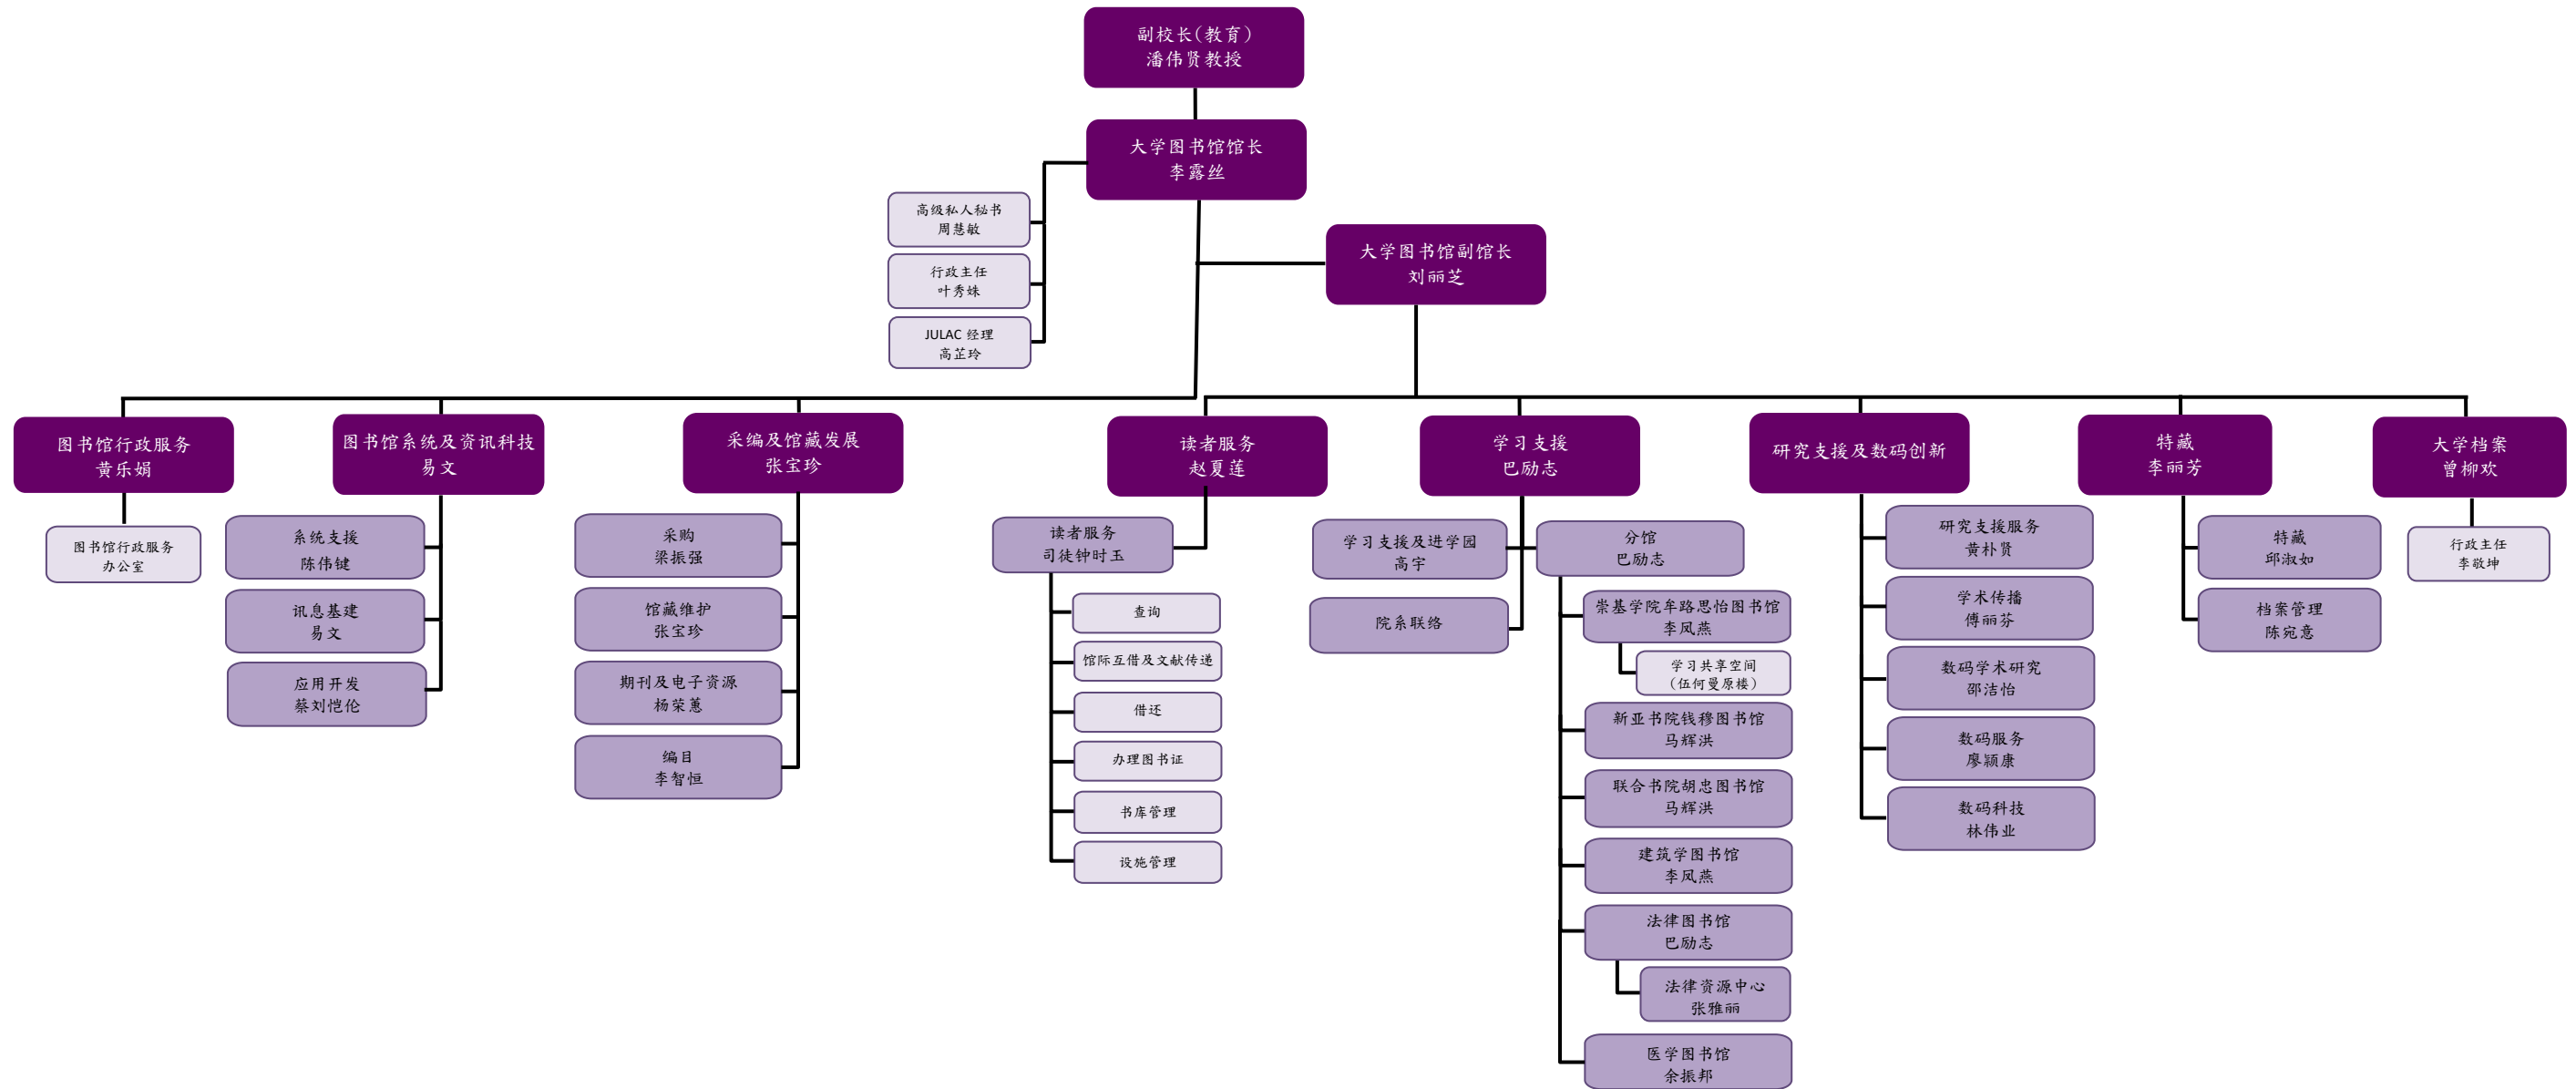 副校长(教育)
潘伟贤教授
大学图书馆馆长
李露丝
高级私人秘书
周慧敏
行政主任
叶秀姝
JULAC 经理
高芷玲
大学图书馆副馆长
刘丽芝
图书馆行政服务
黄乐娟
图书馆行政服务
办公室
图书馆系统及资讯科技
易文
系统支援
陈伟键
讯息基建
易文
应用开发
蔡刘恺伦
采编及馆藏发展
张宝珍
采购
梁振强
馆藏维护
张宝珍
期刊及电子资源
杨荣蕙
编目
李智恒
读者服务
赵夏莲
读者服务
司徒钟时玉
查询
馆际互借及文献传递
借还
办理图书证
书库管理
设施管理
学习支援
巴励志
学习支援及进学园
高宇
院系联络
分馆
巴励志
崇基学院牟路思怡图书馆
李凤燕
学习共享空间
(伍何曼原楼)
新亚书院钱穆图书馆
马辉洪
联合书院胡忠图书馆
马辉洪
建筑学图书馆
李凤燕
法律图书馆
巴励志
法律资源中心
张雅丽
医学图书馆
余振邦
研究支援及数码创新
研究支援服务
黄朴贤
学术传播
傅丽芬
数码学术研究
邵洁怡
数码服务
廖颖康
数码科技
林伟业
特藏
李丽芳
特藏
邱淑如
档案管理
陈宛意
大学档案
曾柳欢
行政主任
李敬坤